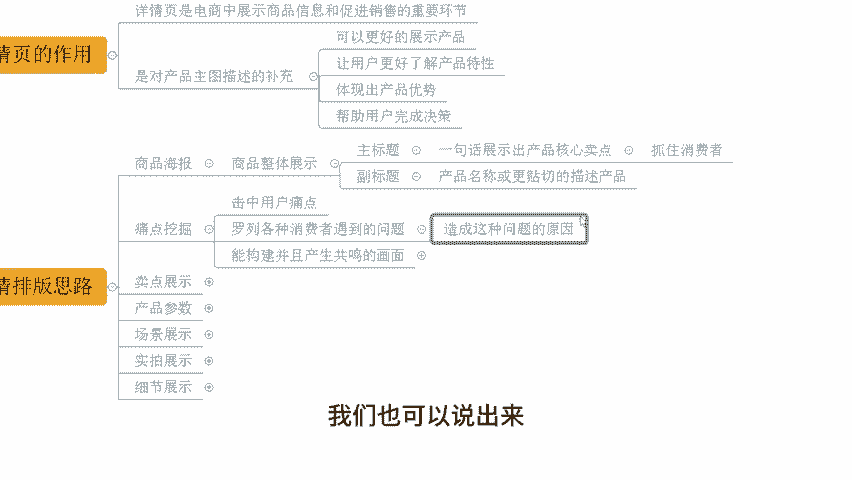 详情页是电商中展示商品信息和促进销售的重要环节
情页的作用
是对产品主图描述的补充
可以更好的展示产品
让用户更好了解产品特性
体现出产品优势
帮助用户完成决策
商品海报
商品整体展示
主标题
一句话展示出产品核心卖点
抓住消费者
副标题
产品名称或更贴切的描述产品
痛点挖掘
击中用户痛点
罗列各种消费者遇到的问题
造成这种问题的原因
能构建并且产生共鸣的画面
情排版思路
卖点展示
产品参数
场景展示
实拍展示
细节展示
我们也可以说出来